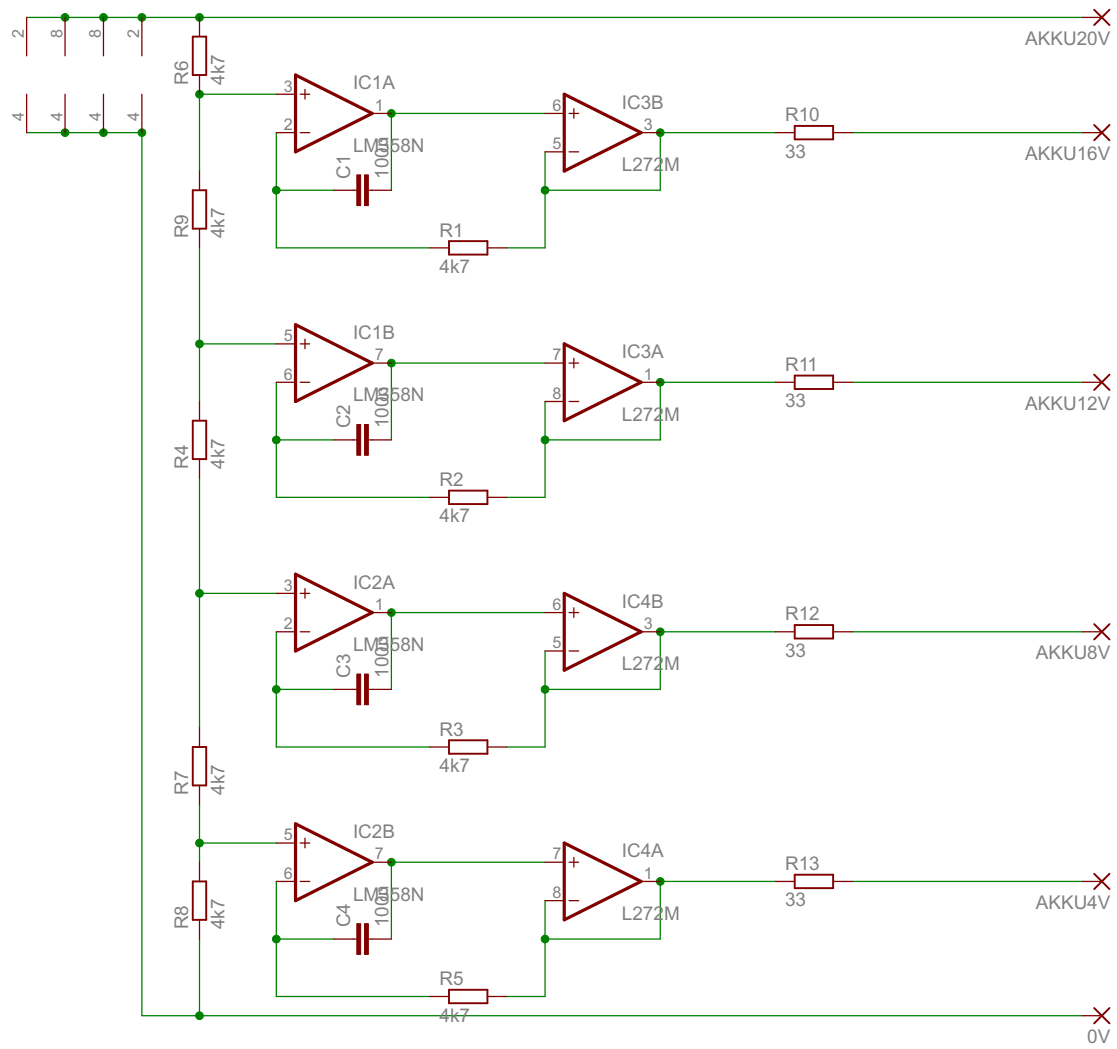 2 8 8 2
4 4 4 4
AKKU20V
R6
4k7
3
2
1
IC1A
LM358N
C1
100n
6
5
3
IC3B
L272M
R10
33
AKKU16V
R9
4k7
R1
4k7
5
6
7
IC1B
LM358N
C2
100n
7
8
1
IC3A
L272M
R11
33
AKKU12V
R4
4k7
R2
4k7
3
2
1
IC2A
LM358N
C3
100n
6
5
3
IC4B
L272M
R12
33
AKKU8V
R7
4k7
R3
4k7
5
6
7
IC2B
LM358N
C4
100n
7
8
1
IC4A
L272M
R13
33
AKKU4V
R8
4k7
R5
4k7
0V